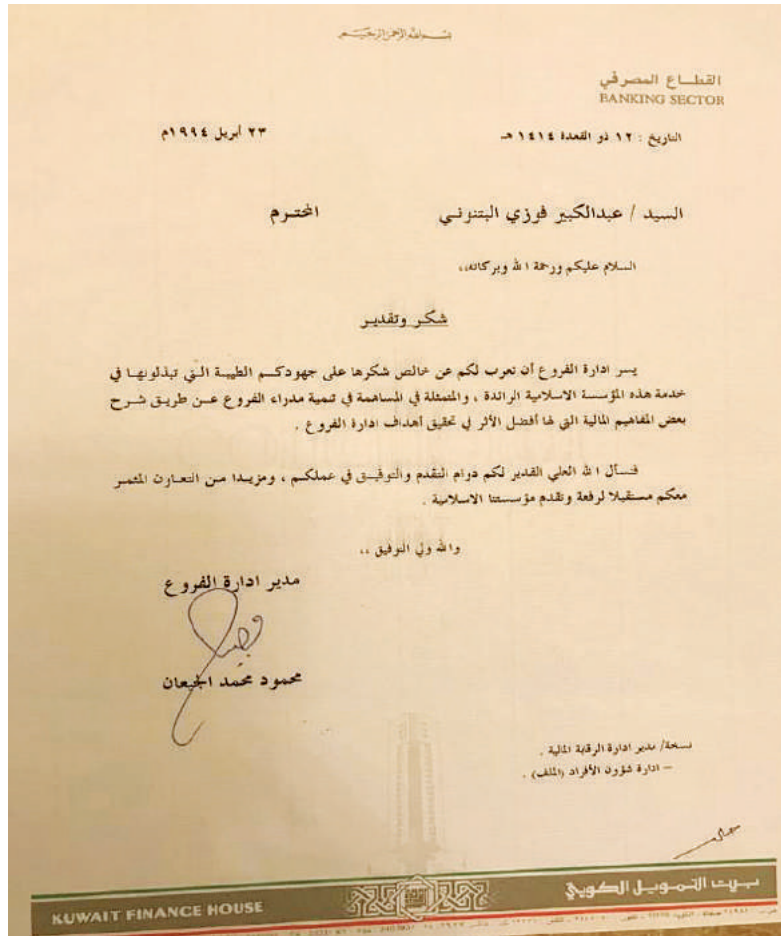 بسم الله الرحمن الرحيم
القطاع المصرفي
BANKING SECTOR
التاريخ : ١٢ ذو القعدة ١٤١٤ هـ ٢٣ أبريل ١٩٩٤م
السيد / عبدالكبير فوزي البتنوني المحترم
السلام عليكم ورحمة الله وبركاته،،
شكر وتقدير
يسر ادارة الفروع أن تعرب لكم عن خالص شكرها على جهودكم الطيبة التي تبذلونها في
خدمة هذه المؤسسة الاسلامية الرائدة ، والمتمثلة في المساهمة في تنمية مدراء الفروع عن طريق شرح
بعض المفاهيم المالية التي لها أفضل الأثر في تحقيق أهداف ادارة الفروع .
فنسأل الله العلي القدير لكم دوام التقدم والتوفيق في عملكم ، ومزيدا من التعاون المثمر
معكم مستقبلا لرفعة وتقدم مؤسستنا الاسلامية .
والله ولي التوفيق ،،
مدير ادارة الفروع
محمود محمد الجيعان
نسخة/ مدير ادارة الرقابة المالية .
– ادارة شؤون الأفراد (الملف) .
KUWAIT FINANCE HOUSE بيت التمويل الكويتي